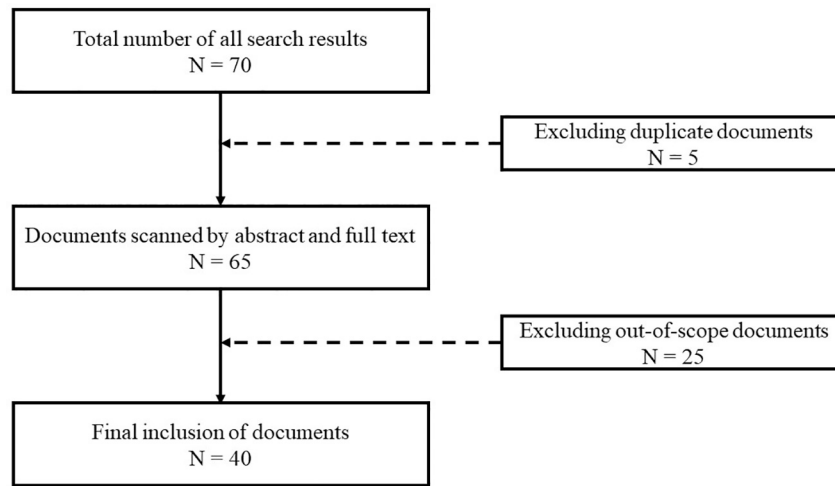 Total number of all search results
N = 70
Excluding duplicate documents
N = 5
Documents scanned by abstract and full text
N = 65
Excluding out-of-scope documents
N = 25
Final inclusion of documents
N = 40